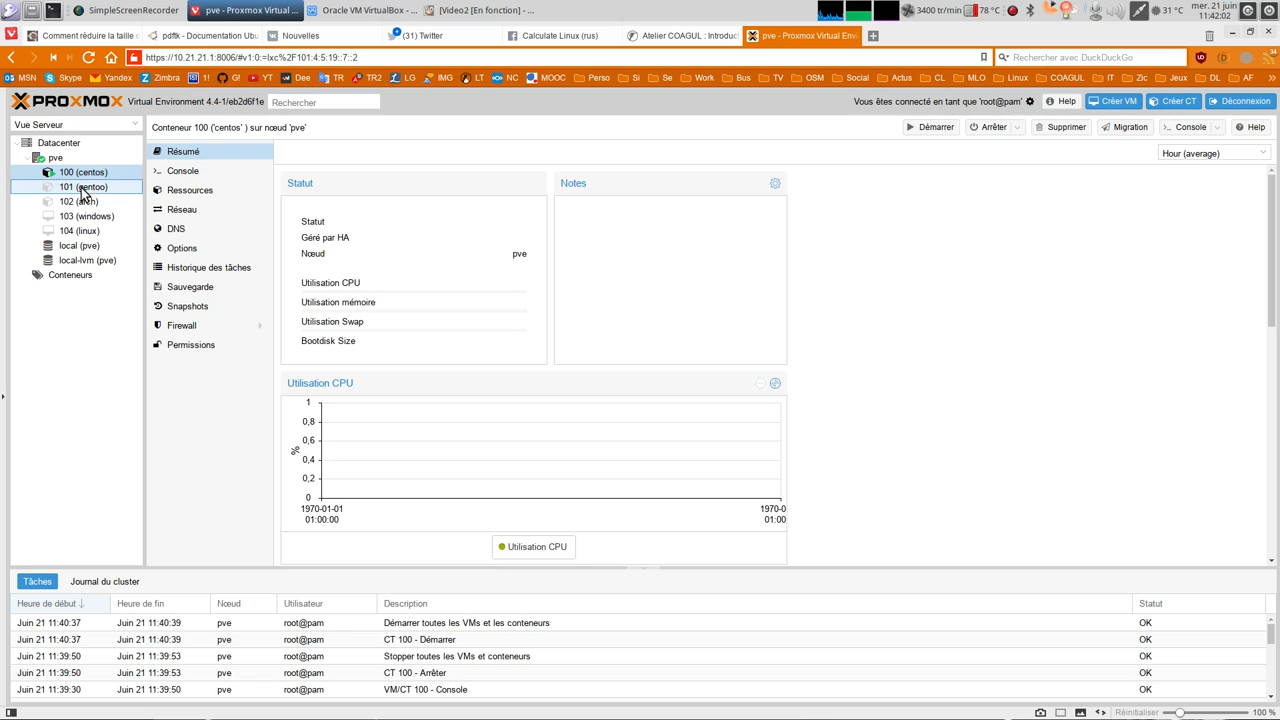 SimpleScreenRecorder
pve - Proxmox Virtual ...
Oracle VM VirtualBox - ...
[Video2 [En fonction] - ...
3400 tr/min
78 °C
31 °C
mer. 21 juin
11:42:02
Comment réduire la taille d
pdftk - Documentation Ubu
Nouvelles
(31) Twitter
Calculate Linux (rus)
Atelier COAGUL : Introduct
pve - Proxmox Virtual Envi
https://10.21.21.1:8006/#v1:0:=lxc%2F101:4:5:19::7::2
Rechercher avec DuckDuckGo
MSN Skype Yandex Zimbra 1! G! YT Dee TR TR2 LG IMG LT NC MOOC Perso Si Se Work Bus TV OSM Social Actus CL MLO Linux COAGUL IT Zic Jeux DL AF
PROXMOX Virtual Environment 4.4-1/eb2d6f1e Rechercher
Vous êtes connecté en tant que 'root@pam' Help Créer VM Créer CT Déconnexion
Vue Serveur
Conteneur 100 ('centos' ) sur nœud 'pve'
Démarrer Arrêter Supprimer Migration Console Help
Datacenter
pve
100 (centos)
101 (
entoo)
102 (
103 (windows)
104 (linux)
local (pve)
local-lvm (pve)
Conteneurs
Résumé
Console
Ressources
Réseau
DNS
Options
Historique des tâches
Sauvegarde
Snapshots
Firewall
Permissions
Hour (average)
Statut
Statut
Géré par HA
Nœud pve
Utilisation CPU
Utilisation mémoire
Utilisation Swap
Bootdisk Size
Notes
Utilisation CPU
1
0,8
0,6
%
0,4
0,2
0
1970-01-01
01:00:00
1970-0
01:00
Utilisation CPU
Tâches Journal du cluster
Heure de début ↓ Heure de fin Nœud Utilisateur Description Statut
Juin 21 11:40:37 Juin 21 11:40:39 pve root@pam Démarrer toutes les VMs et les conteneurs OK
Juin 21 11:40:37 Juin 21 11:40:39 pve root@pam CT 100 - Démarrer OK
Juin 21 11:39:50 Juin 21 11:39:53 pve root@pam Stopper toutes les VMs et conteneurs OK
Juin 21 11:39:50 Juin 21 11:39:53 pve root@pam CT 100 - Arrêter OK
Juin 21 11:39:30 Juin 21 11:39:50 pve root@pam VM/CT 100 - Console OK
Réinitialiser 100 %